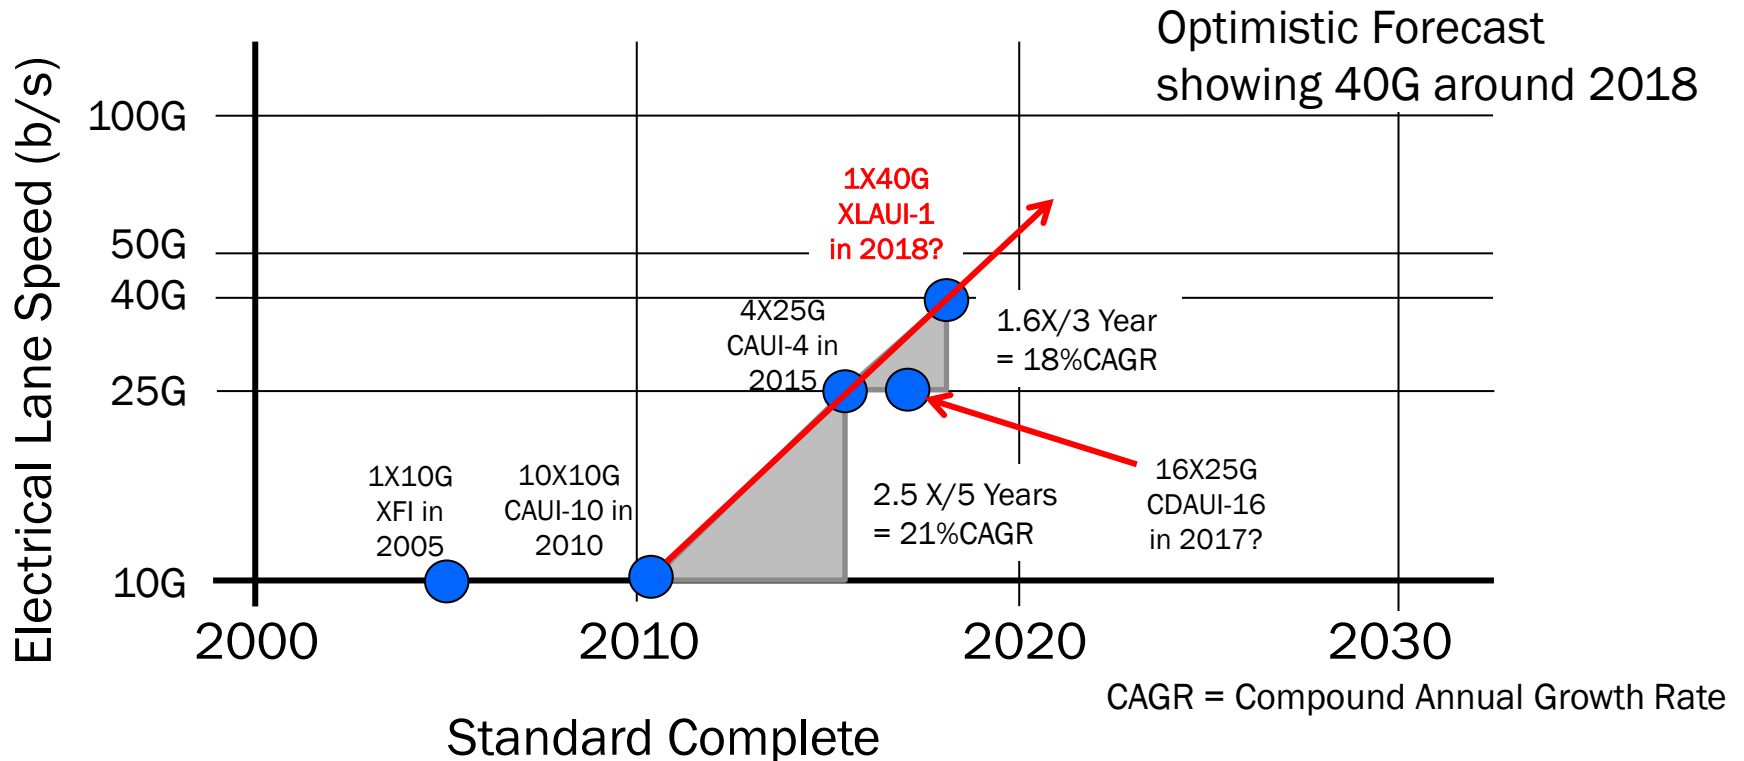 Optimistic Forecast
showing 40G around 2018
Electrical Lane Speed (b/s)
100G
50G
40G
25G
10G
1X40G
XLAUI-1
in 2018?
4X25G
CAUI-4 in
2015
1.6X/3 Year
= 18%CAGR
1X10G
XFI in
2005
10X10G
CAUI-10 in
2010
2.5 X/5 Years
= 21%CAGR
16X25G
CDAUI-16
in 2017?
2000
2010
2020
2030
CAGR = Compound Annual Growth Rate
Standard Complete